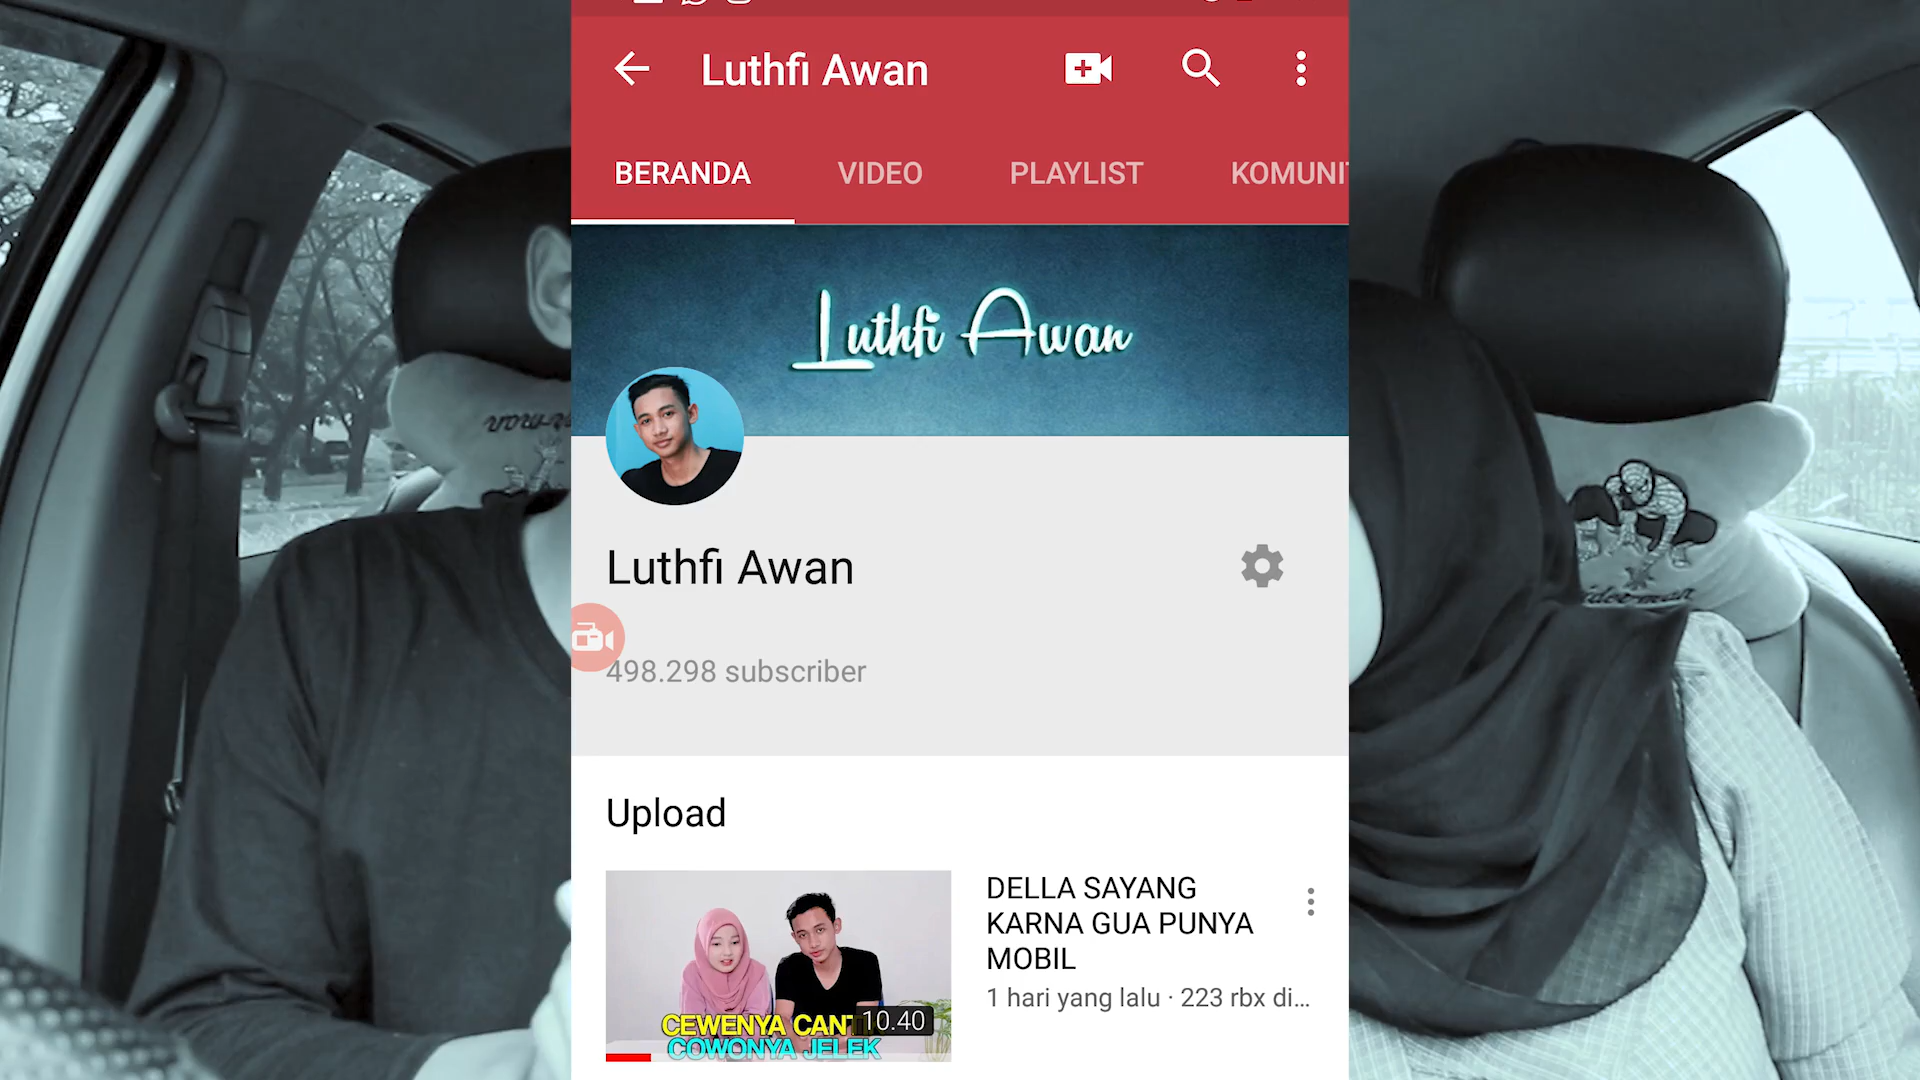 Luthfi Awan
BERANDA VIDEO PLAYLIST KOMUNI
Luthfi Awan
Luthfi Awan
498.298 subscriber
Upload
DELLA SAYANG
KARNA GUA PUNYA
MOBIL
1 hari yang lalu · 223 rbx di...
CEWENYA CANT
10.40
COWONYA JELEK